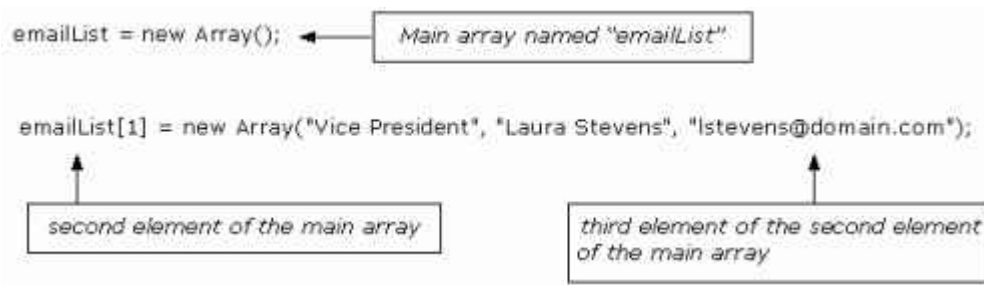 emailList = new Array();
Main array named "emailList"
emailList[1] = new Array("Vice President", "Laura Stevens", "lstevens@domain.com");
second element of the main array
third element of the second element
of the main array